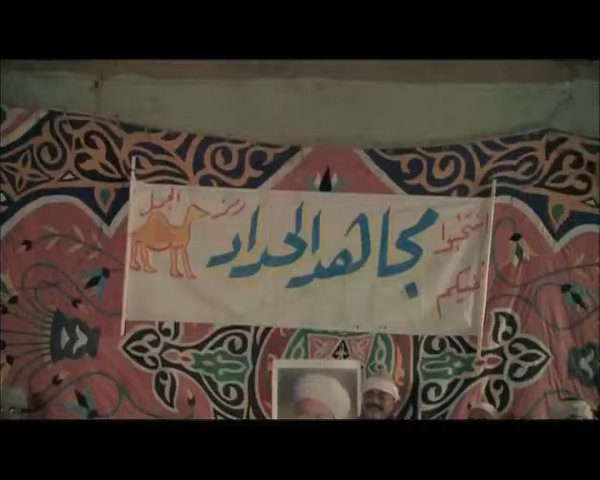 انتخبوا
مجاهد الحداد
رمز الجمل